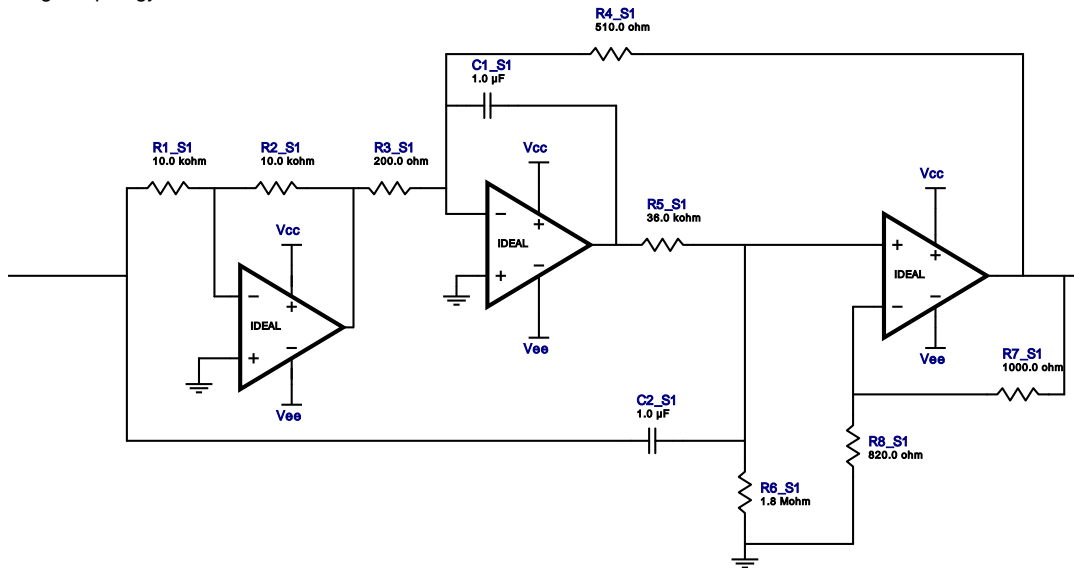 R4_S1
510.0 ohm
C1_S1
1.0 µF
R1_S1
10.0 kohm
R2_S1
10.0 kohm
R3_S1
200.0 ohm
Vcc
Vcc
R5_S1
36.0 kohm
−
+
IDEAL
−
+
+
+
IDEAL
−
−
Vcc
−
+
IDEAL
−
+
Vee
Vee
R7_S1
1000.0 ohm
Vee
C2_S1
1.0 µF
R8_S1
820.0 ohm
R6_S1
1.8 Mohm